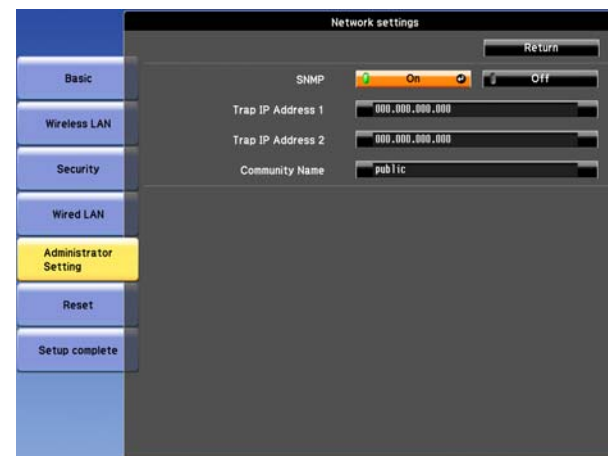 Network settings
Return
Basic
SNMP On Off
Wireless LAN
Trap IP Address 1 000.000.000.000
Trap IP Address 2 000.000.000.000
Security
Community Name public
Wired LAN
Administrator
Setting
Reset
Setup complete